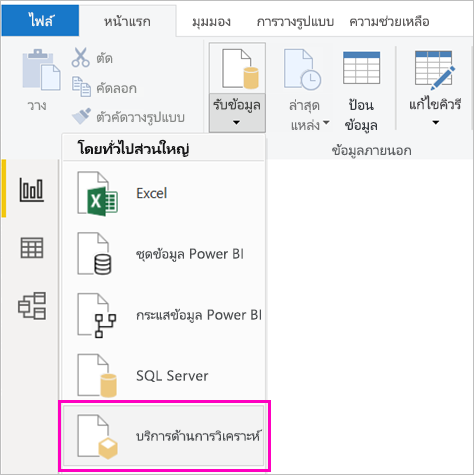 ไฟล์ หน้าแรก มุมมอง การวางรูปแบบ ความช่วยเหลือ
วาง
ตัด
คัดลอก
ตัวคัดวางรูปแบบ
รับข้อมูล
ล่าสุด
แหล่ง
ป้อน
ข้อมูล
แก้ไขคิวรี
ข้อมูลภายนอก
โดยทั่วไปส่วนใหญ่
Excel
ชุดข้อมูล Power BI
กระแสข้อมูล Power BI
SQL Server
บริการด้านการวิเคราะห์